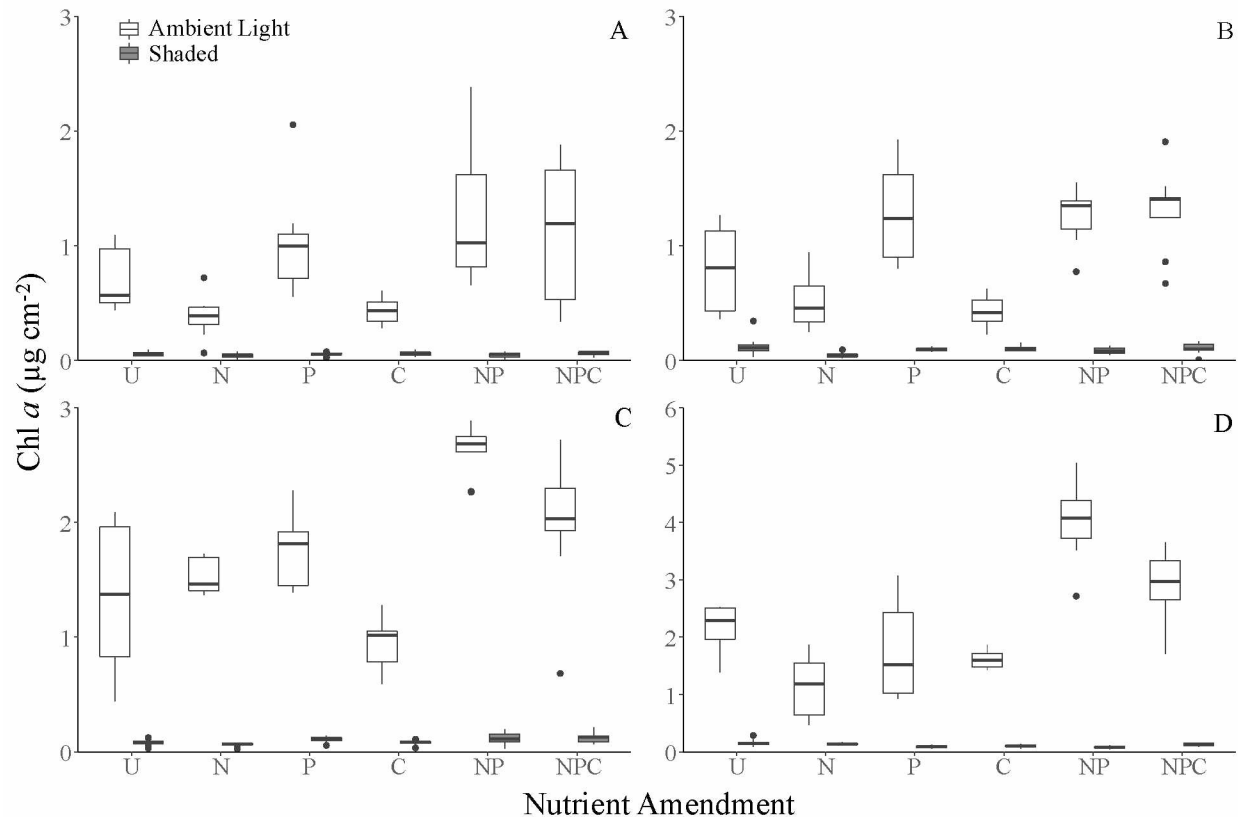 Chl a (µg cm⁻²)
3
2
1
0
Ambient Light
Shaded
A
U N P C NP NPC
3
2
1
0
B
U N P C NP NPC
3
2
1
0
C
U N P C NP NPC
6
5
4
3
2
1
0
D
U N P C NP NPC
Nutrient Amendment